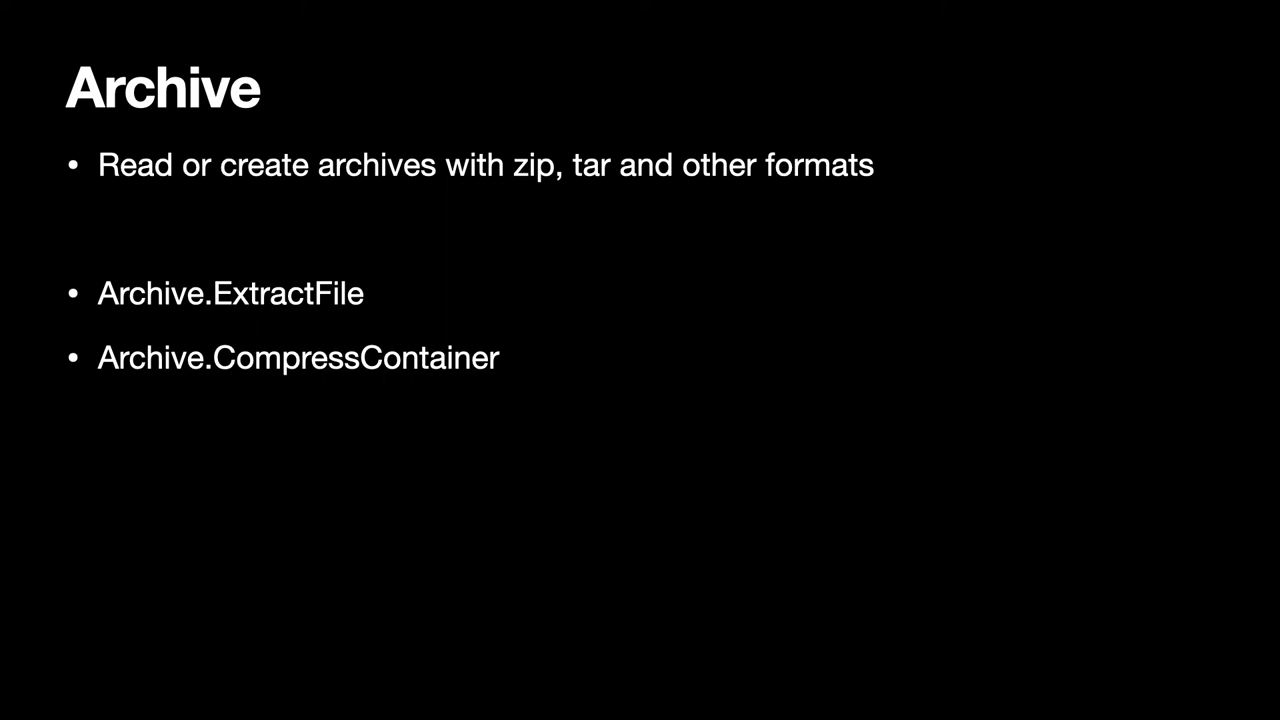 Archive
• Read or create archives with zip, tar and other formats
• Archive.ExtractFile
• Archive.CompressContainer